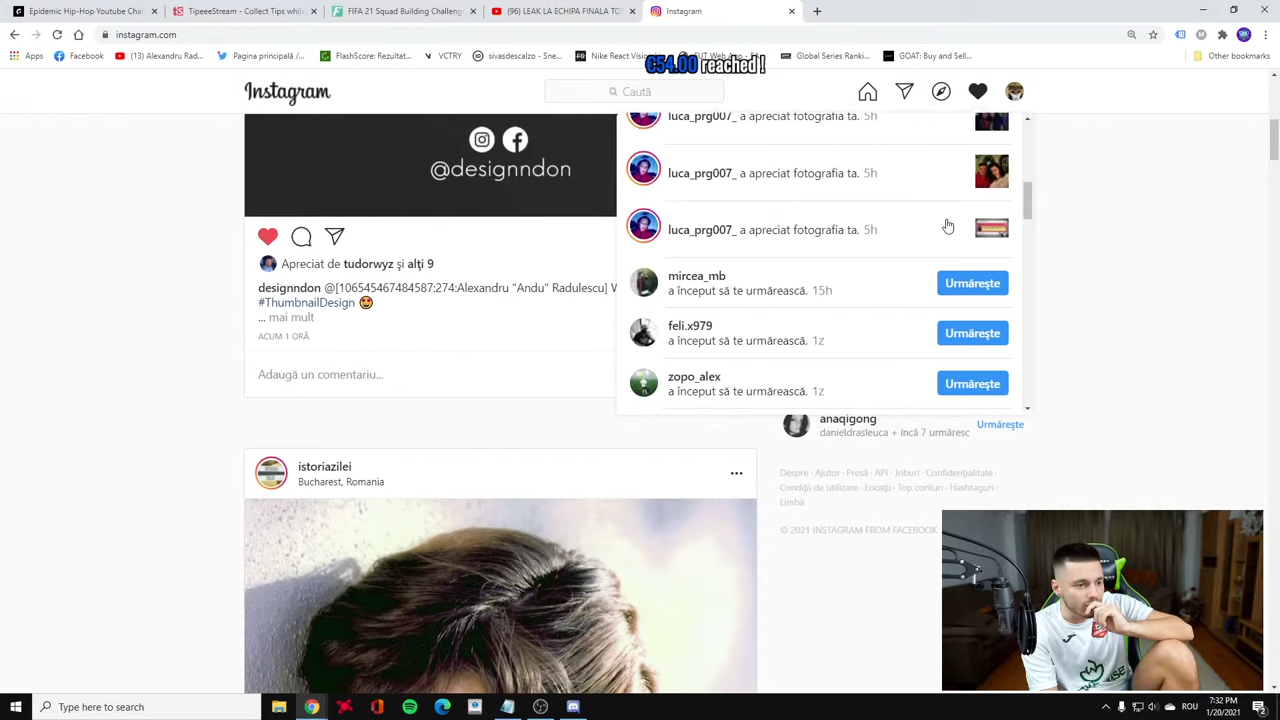 Epidemic Hip-Hop Youtube Cha
TipeeeStream - Collect Tips whil
FIFA 21 Squad Building Challeng
(96) LEAK LA ECHIPA FINALA TO
Instagram
instagram.com
Apps
Facebook
(13) Alexandru Rad...
Pagina principală /...
FlashScore: Rezultat...
VCTRY
sivasdescalzo - Sne...
Nike React Vision...
FUT Web App - EA...
Global Series Ranki...
GOAT: Buy and Sell...
Other bookmarks
€54.00 reached !
Instagram
Caută
@designndon
luca_prg007_ a apreciat fotografia ta. 5h
luca_prg007_ a apreciat fotografia ta. 5h
luca_prg007_ a apreciat fotografia ta. 5h
mircea_mb
a început să te urmărească. 15h
Urmărește
feli.x979
a început să te urmărească. 1z
Urmărește
zopo_alex
a început să te urmărească. 1z
Urmărește
Apreciat de tudorwyz și alți 9
designndon @[106545467484587:274:Alexandru "Andu" Radulescu] W
#ThumbnailDesign
... mai mult
ACUM 1 ORĂ
Adaugă un comentariu...
anaqigong
danieldrasleuca + încă 7 urmăresc
Urmărește
istoriazilei
Bucharest, Romania
Despre · Ajutor · Presă · API · Joburi · Confidențialitate ·
Condiții de utilizare · Locații · Top conturi · Hashtaguri ·
Limbă
© 2021 INSTAGRAM FROM FACEBOOK
Type here to search
ROU
7:32 PM
1/20/2021
2